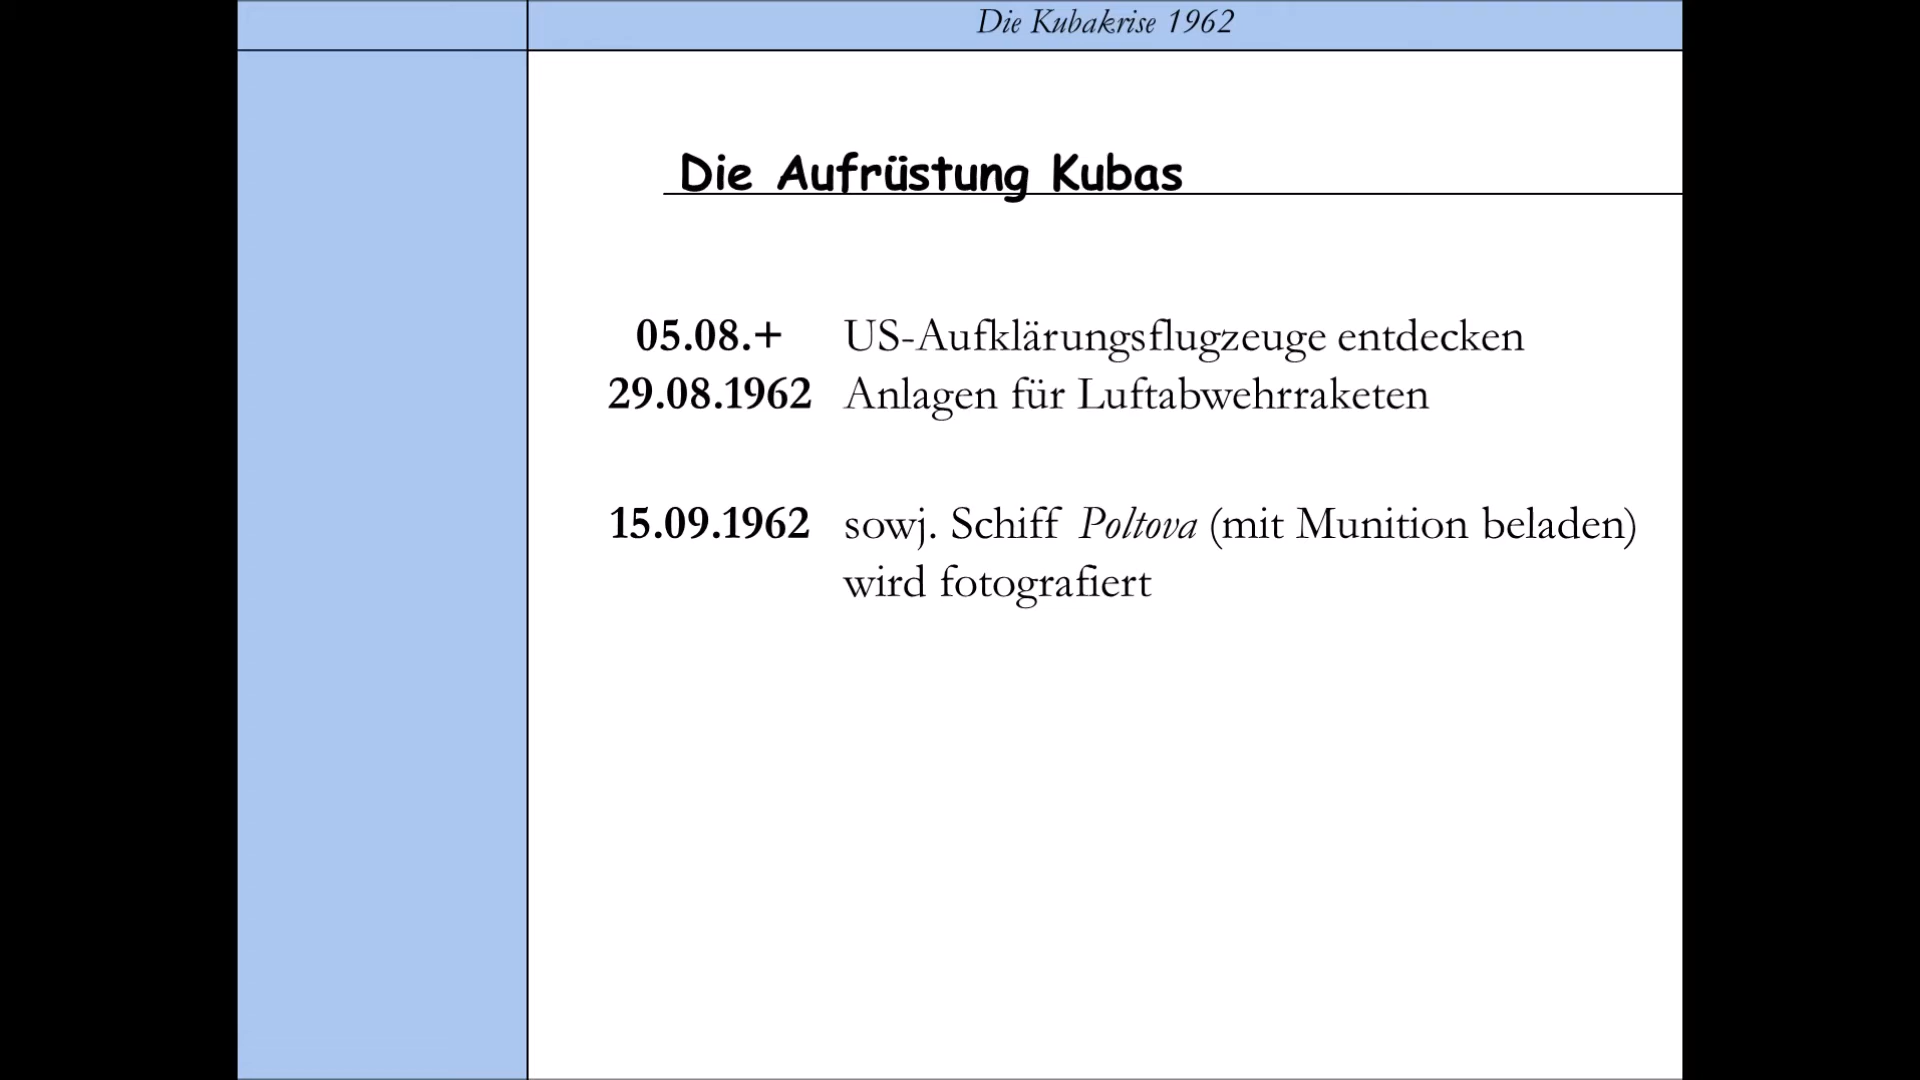 Die Kubakrise 1962
Die Aufrüstung Kubas
05.08.+ US-Aufklärungsflugzeuge entdecken
29.08.1962 Anlagen für Luftabwehrraketen
15.09.1962 sowj. Schiff Poltova (mit Munition beladen)
wird fotografiert